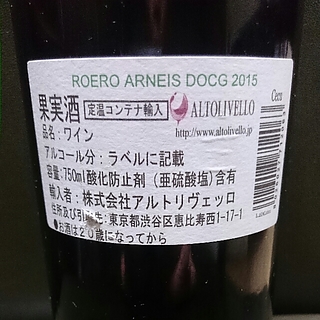 ROERO ARNEIS DOCG 2015
果実酒 定温コンテナ輸入 ALTOLIVELLO
品名：ワイン http://www.altolivello.jp
アルコール分：ラベルに記載
容量：750ml 酸化防止剤（亜硫酸塩）含有
輸入者：株式会社アルトリヴェッロ
住所及び引取先：東京都渋谷区恵比寿西1-17-1
●お酒は２０歳になってから